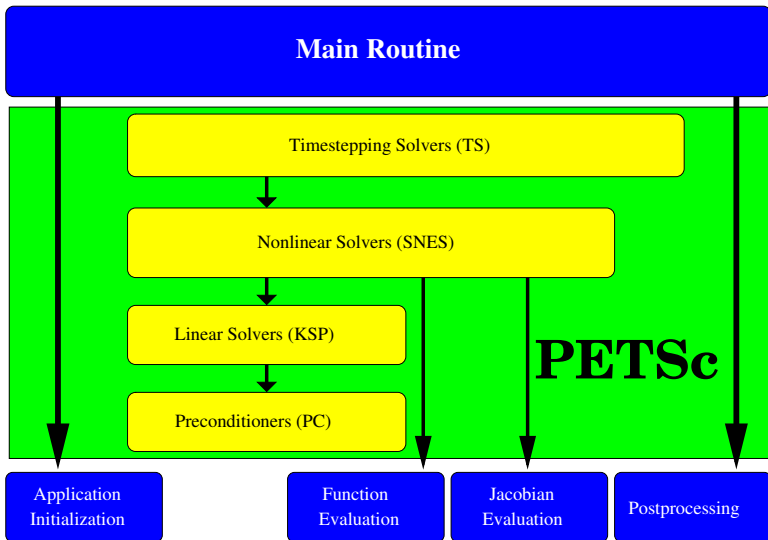 Main Routine
Timestepping Solvers (TS)
Nonlinear Solvers (SNES)
Linear Solvers (KSP)
PETSc
Preconditioners (PC)
Application
Initialization
Function
Evaluation
Jacobian
Evaluation
Postprocessing